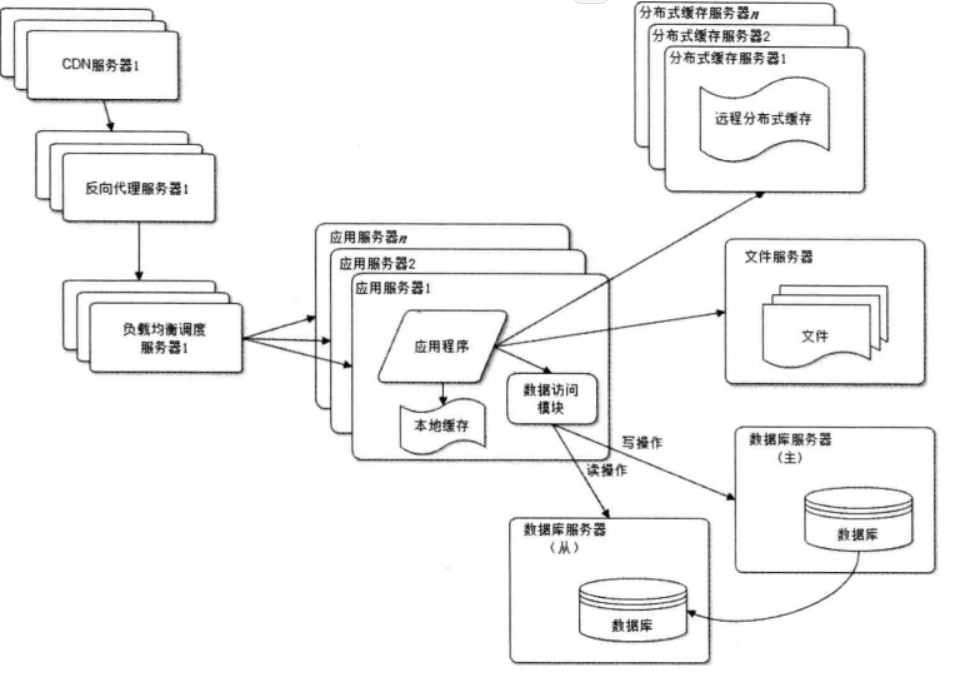 CDN服务器1
反向代理服务器1
负载均衡调度
服务器1
应用服务器n
应用服务器2
应用服务器1
应用程序
本地缓存
数据访问
模块
写操作
读操作
分布式缓存服务器n
分布式缓存服务器2
分布式缓存服务器1
远程分布式缓存
文件服务器
文件
数据库服务器
（主）
数据库
数据库服务器
（从）
数据库